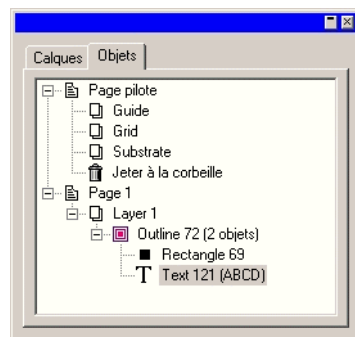 Calques Objets
Page pilote
Guide
Grid
Substrate
Jeter à la corbeille
Page 1
Layer 1
Outline 72 (2 objets)
Rectangle 69
T Text 121 (ABCD)